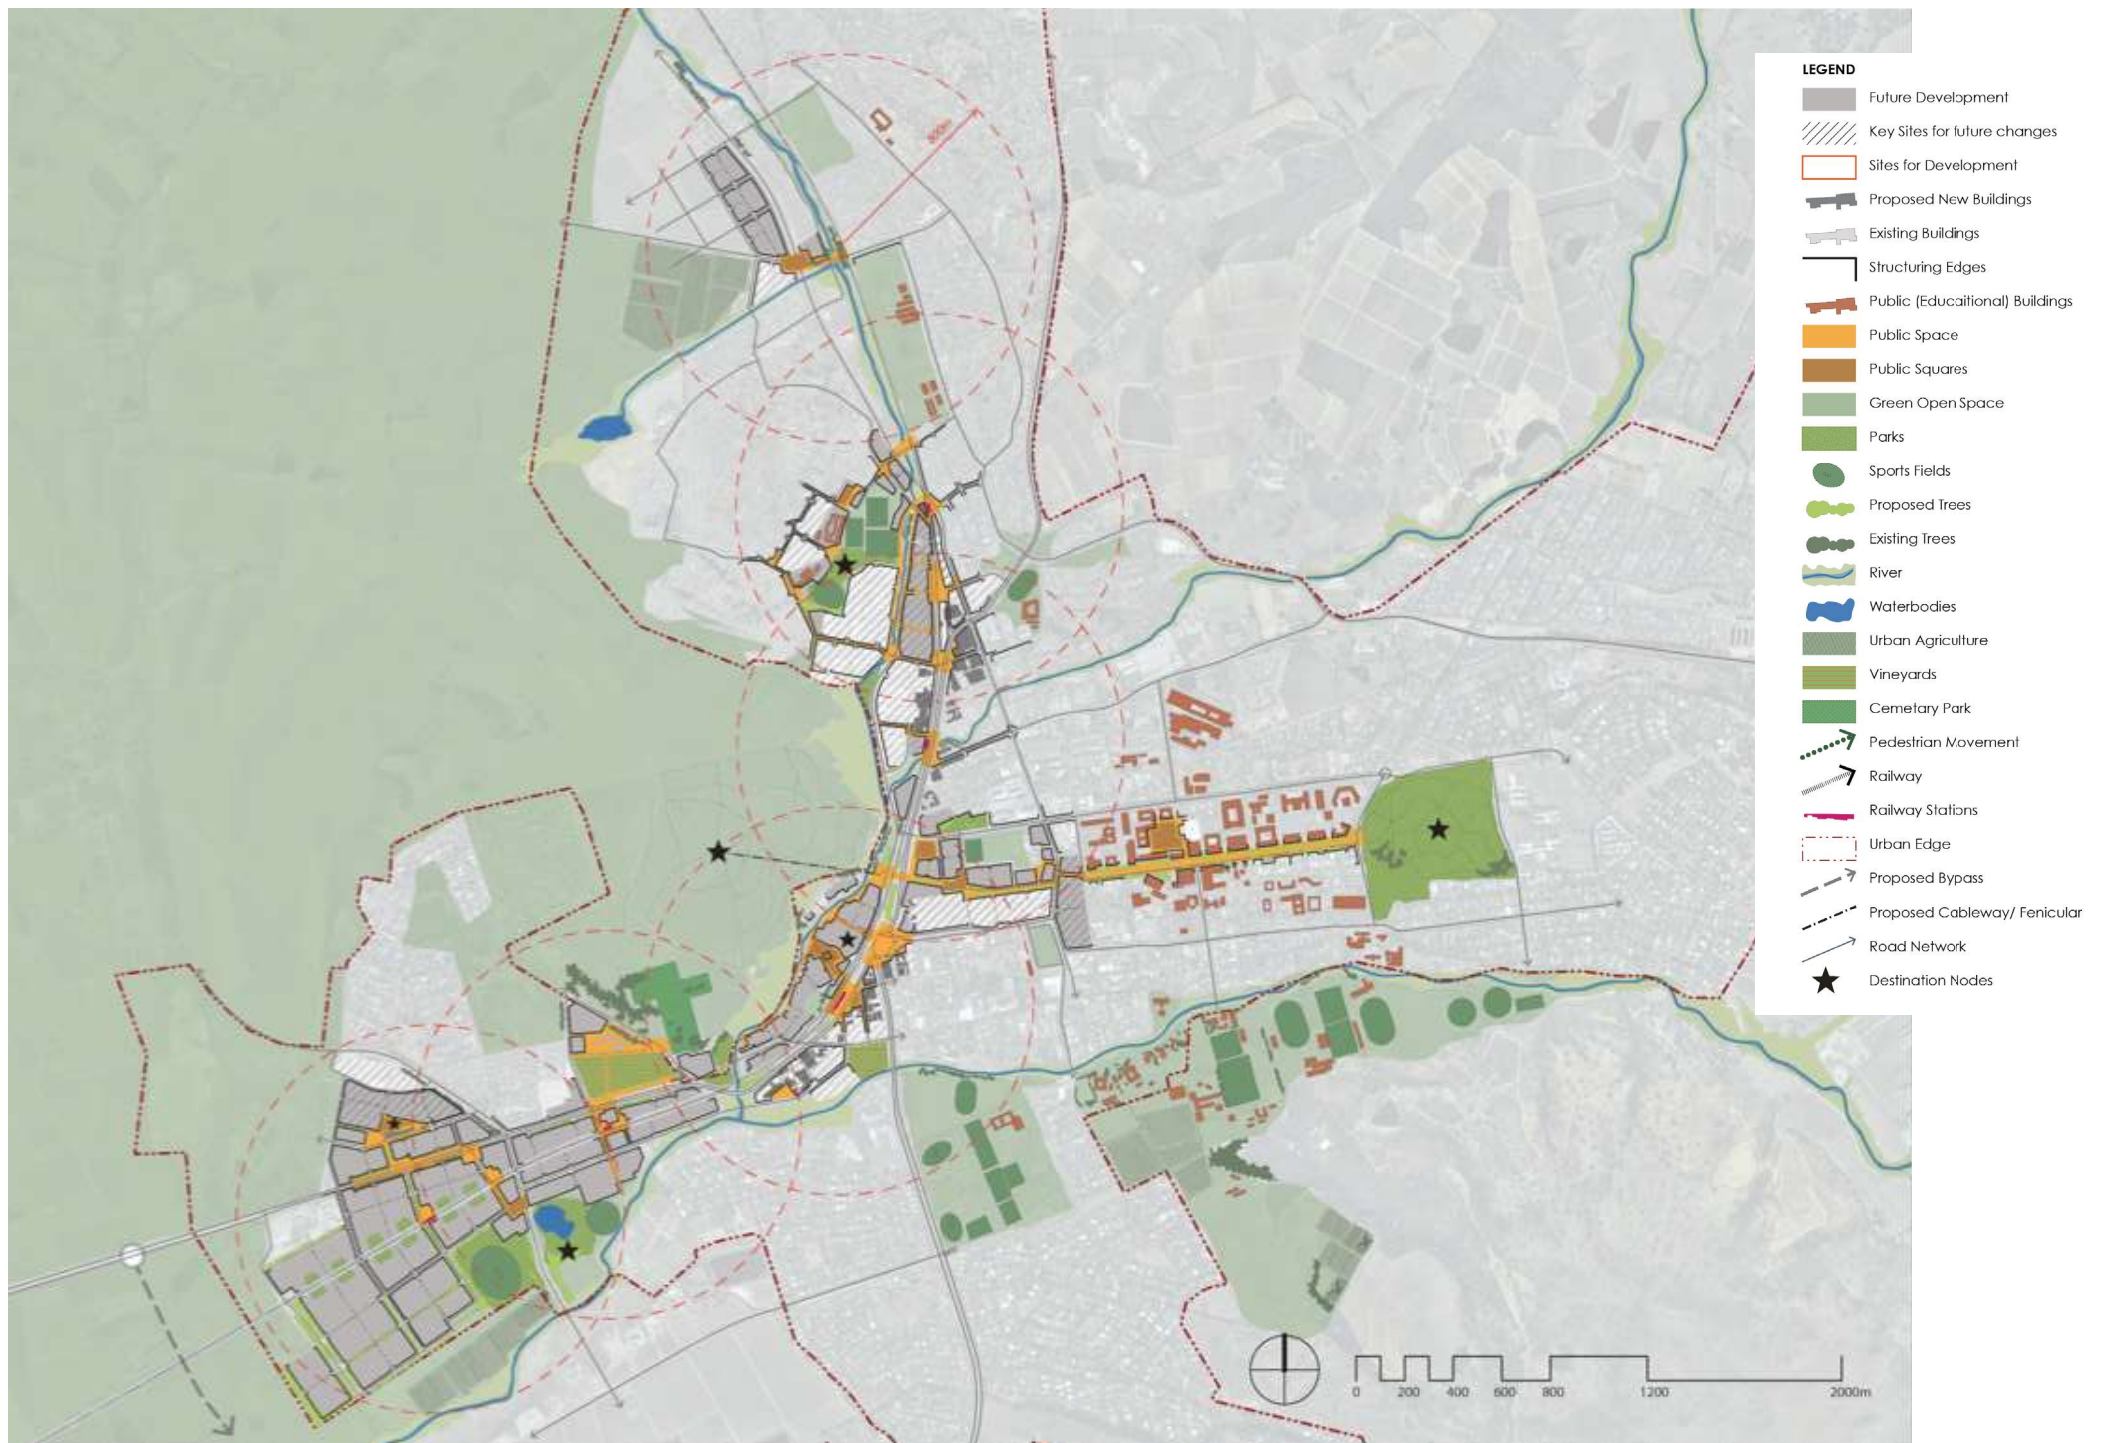 LEGEND
Future Development
Key Sites for future changes
Sites for Development
Proposed New Buildings
Existing Buildings
Structuring Edges
Public (Educaitional) Buildings
Public Space
Public Squares
Green Open Space
Parks
Sports Fields
Proposed Trees
Existing Trees
River
Waterbodies
Urban Agriculture
Vineyards
Cemetary Park
Pedestrian Movement
Railway
Railway Stations
Urban Edge
Proposed Bypass
Proposed Cableway/ Fenicular
Road Network
Destination Nodes
800m
0 200 400 600 800 1200 2000m